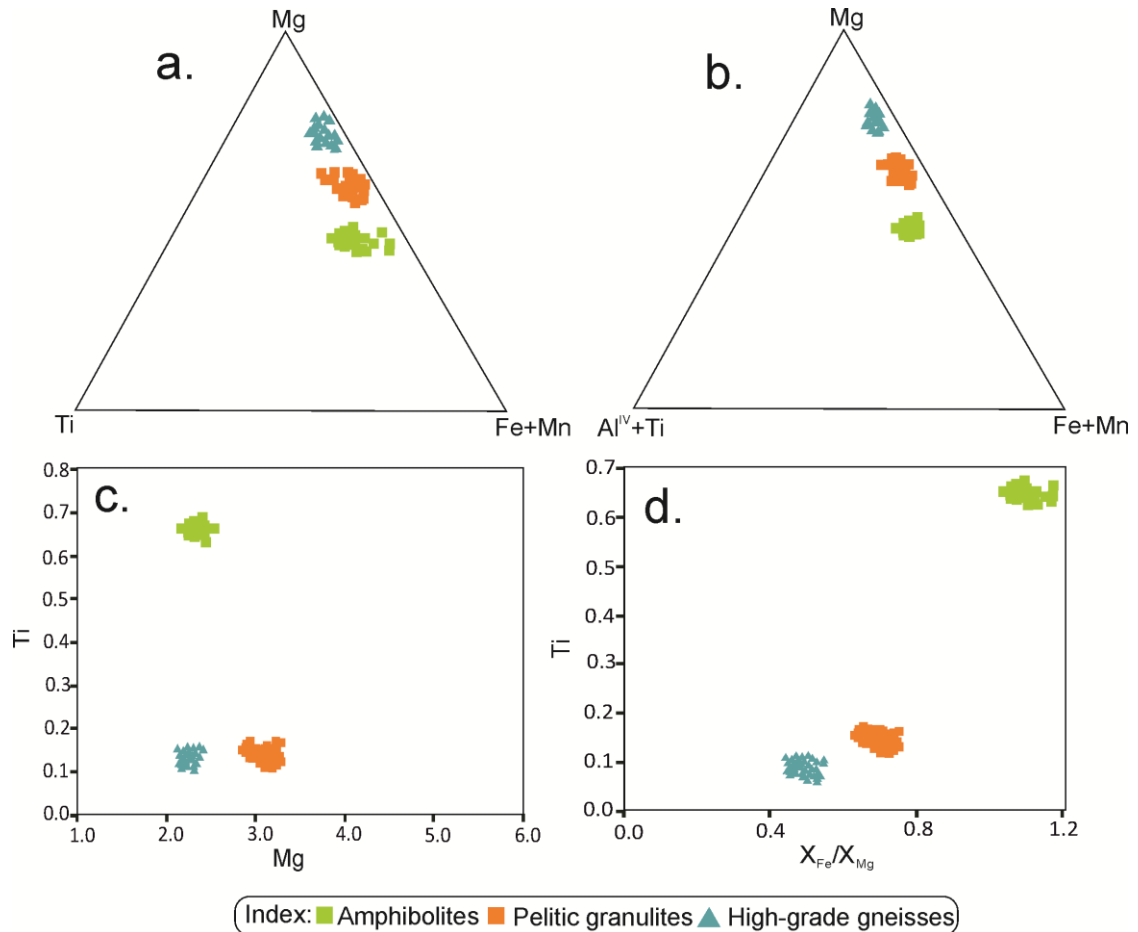 Mg
a.
Ti
Fe+Mn
Mg
b.
Al^IV+Ti
Fe+Mn
c.
0.8
0.7
0.6
0.5
0.4
0.3
0.2
0.1
0.0
Ti
1.0 2.0 3.0 4.0 5.0 6.0
Mg
d.
0.7
0.6
0.5
0.4
0.3
0.2
0.1
0.0
Ti
0.0 0.4 0.8 1.2
X_Fe/X_Mg
Index: Amphibolites Pelitic granulites High-grade gneisses